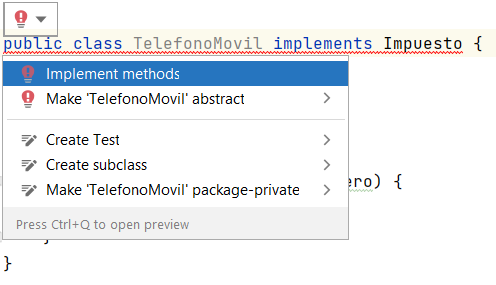 public class TelefonoMovil implements Impuesto {
Implement methods
Make 'TelefonoMovil' abstract
Create Test
Create subclass
Make 'TelefonoMovil' package-private
ero) {
Press Ctrl+Q to open preview
}
}